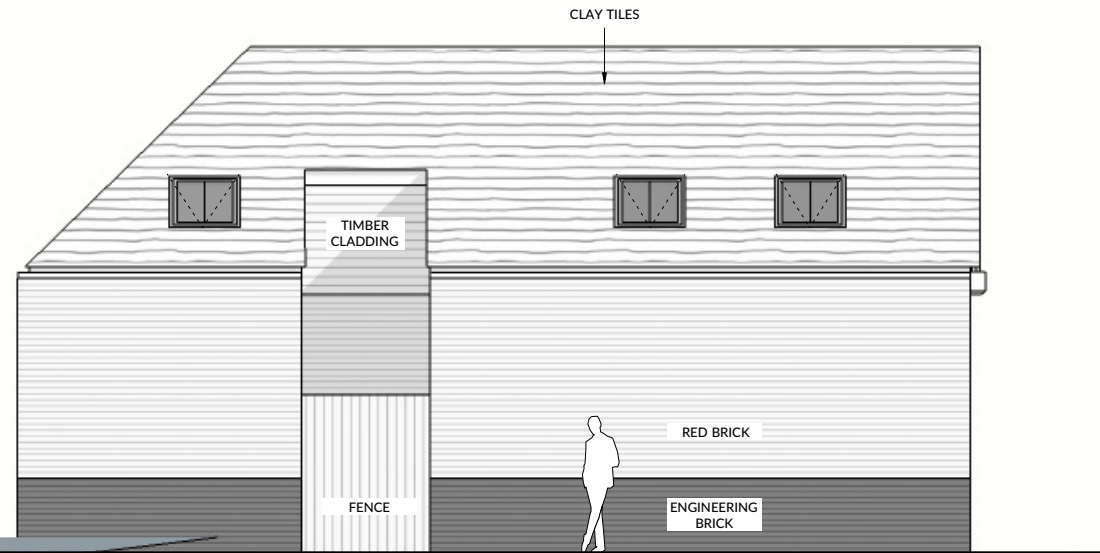 CLAY TILES
TIMBER
CLADDING
RED BRICK
FENCE
ENGINEERING
BRICK